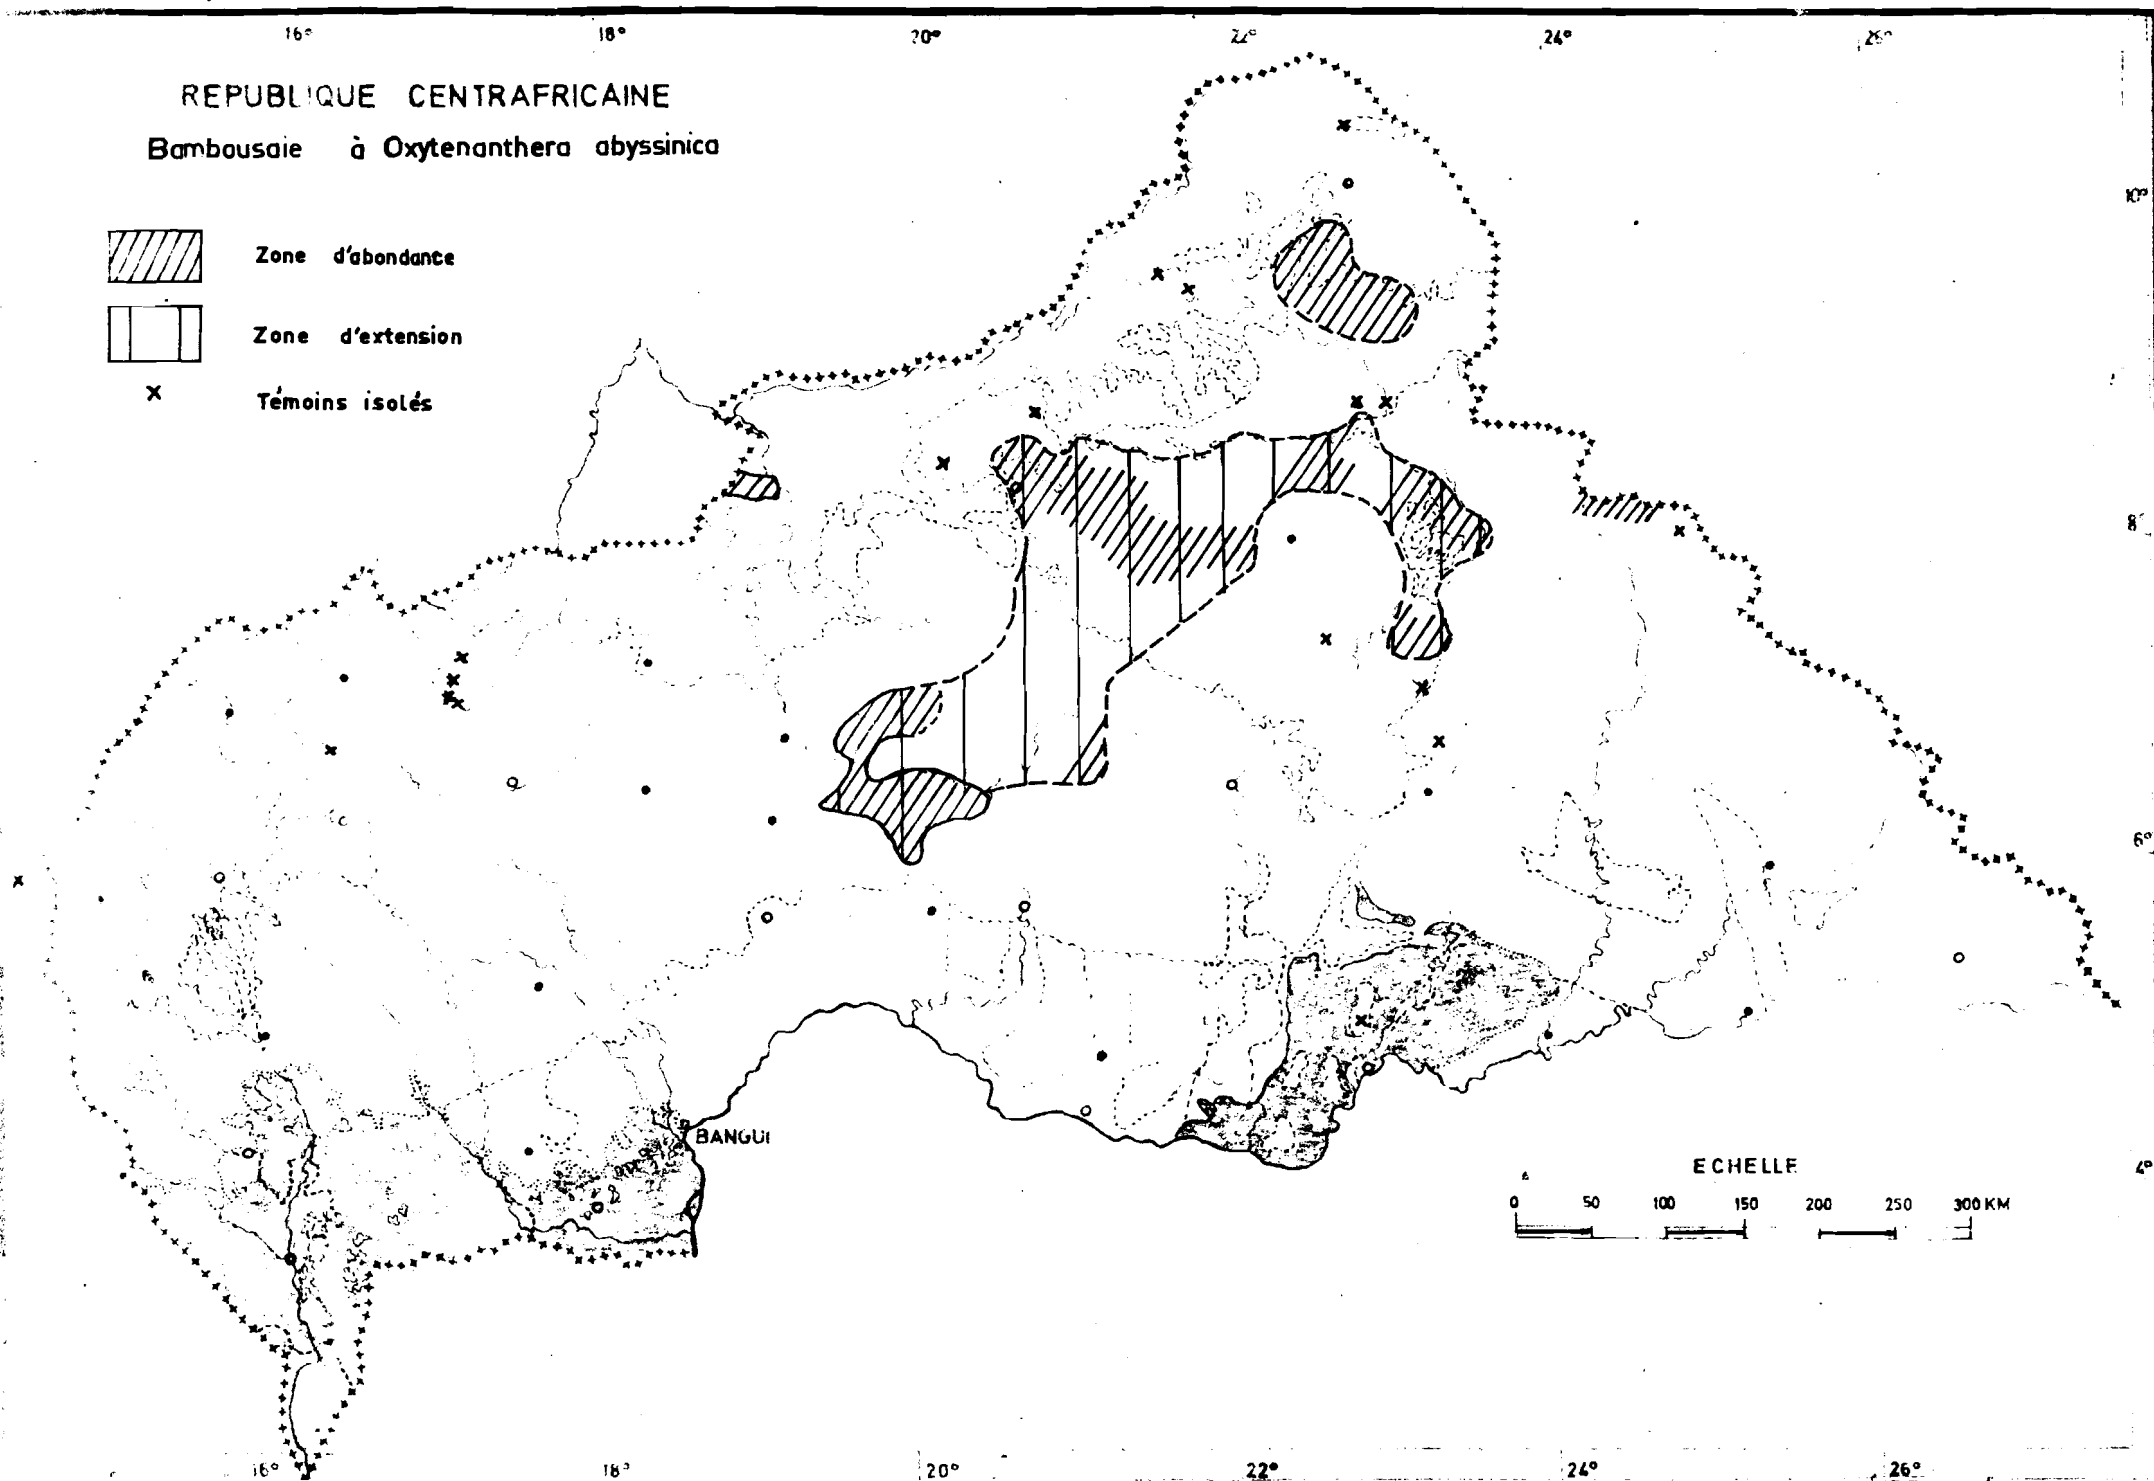 16° 18° 20° 22° 24° 26°
REPUBLIQUE CENTRAFRICAINE
Bambousaie à Oxytenanthera abyssinica
10°
Zone d'abondance
Zone d'extension
x Témoins isolés
8°
6°
BANGUI
4°
ECHELLE
0 50 100 150 200 250 300 KM
16° 18° 20° 22° 24° 26°